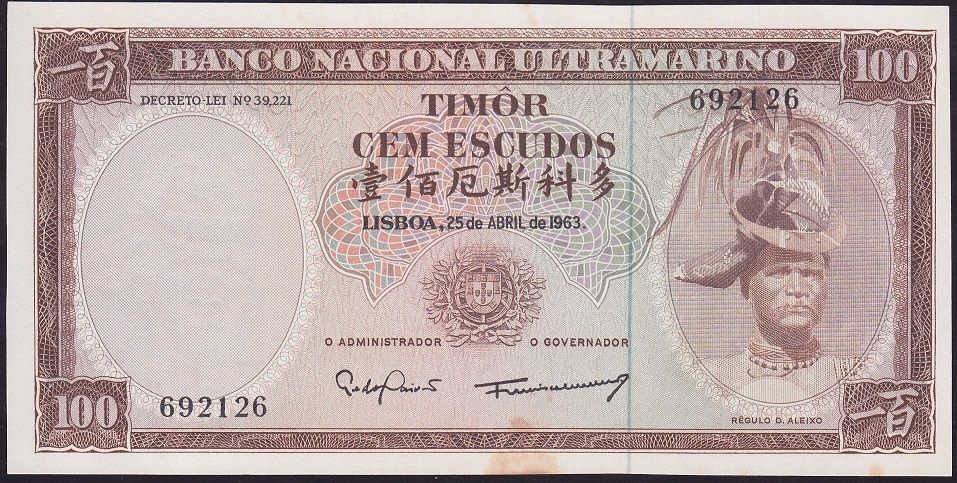 一百
BANCO NACIONAL ULTRAMARINO
100
DECRETO-LEI Nº 39,221
TIMÔR
692126
CEM ESCUDOS
壹佰厄斯科多
LISBOA, 25 de ABRIL de 1963.
O ADMINISTRADOR O GOVERNADOR
100
692126
RÉGULO D. ALEIXO
一百